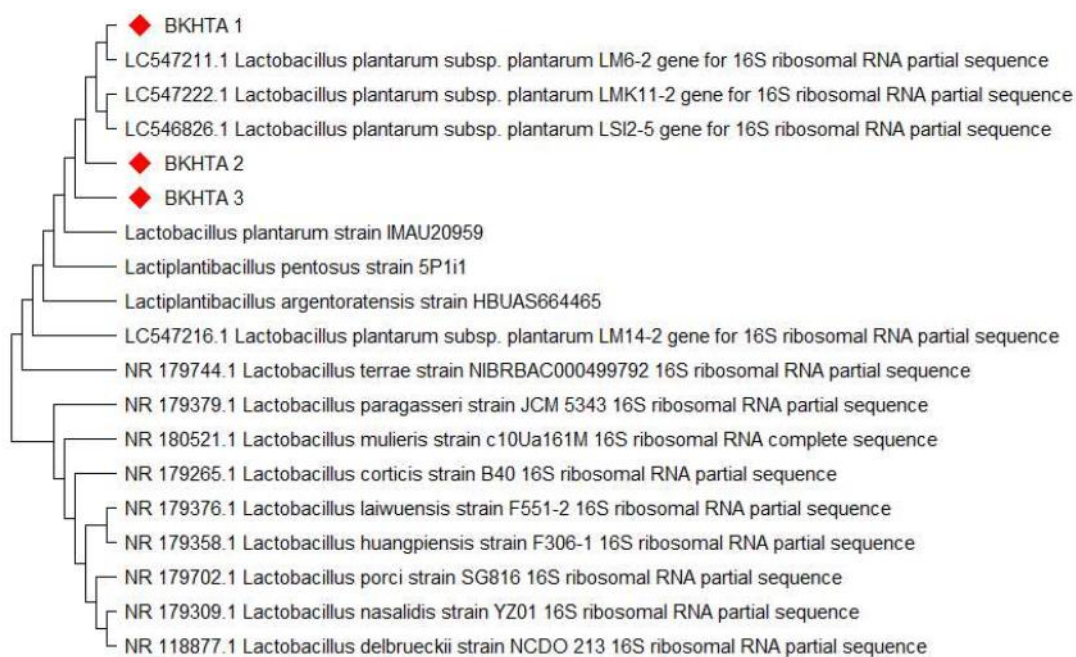 BKHTA 1
LC547211.1 Lactobacillus plantarum subsp. plantarum LM6-2 gene for 16S ribosomal RNA partial sequence
LC547222.1 Lactobacillus plantarum subsp. plantarum LMK11-2 gene for 16S ribosomal RNA partial sequence
LC546826.1 Lactobacillus plantarum subsp. plantarum LSI2-5 gene for 16S ribosomal RNA partial sequence
BKHTA 2
BKHTA 3
Lactobacillus plantarum strain IMAU20959
Lactiplantibacillus pentosus strain 5P1i1
Lactiplantibacillus argentoratensis strain HBUAS664465
LC547216.1 Lactobacillus plantarum subsp. plantarum LM14-2 gene for 16S ribosomal RNA partial sequence
NR 179744.1 Lactobacillus terrae strain NIBRBAC000499792 16S ribosomal RNA partial sequence
NR 179379.1 Lactobacillus paragasseri strain JCM 5343 16S ribosomal RNA partial sequence
NR 180521.1 Lactobacillus mulieris strain c10Ua161M 16S ribosomal RNA complete sequence
NR 179265.1 Lactobacillus corticis strain B40 16S ribosomal RNA partial sequence
NR 179376.1 Lactobacillus laiwuensis strain F551-2 16S ribosomal RNA partial sequence
NR 179358.1 Lactobacillus huangpiensis strain F306-1 16S ribosomal RNA partial sequence
NR 179702.1 Lactobacillus porci strain SG816 16S ribosomal RNA partial sequence
NR 179309.1 Lactobacillus nasalidis strain YZ01 16S ribosomal RNA partial sequence
NR 118877.1 Lactobacillus delbrueckii strain NCDO 213 16S ribosomal RNA partial sequence